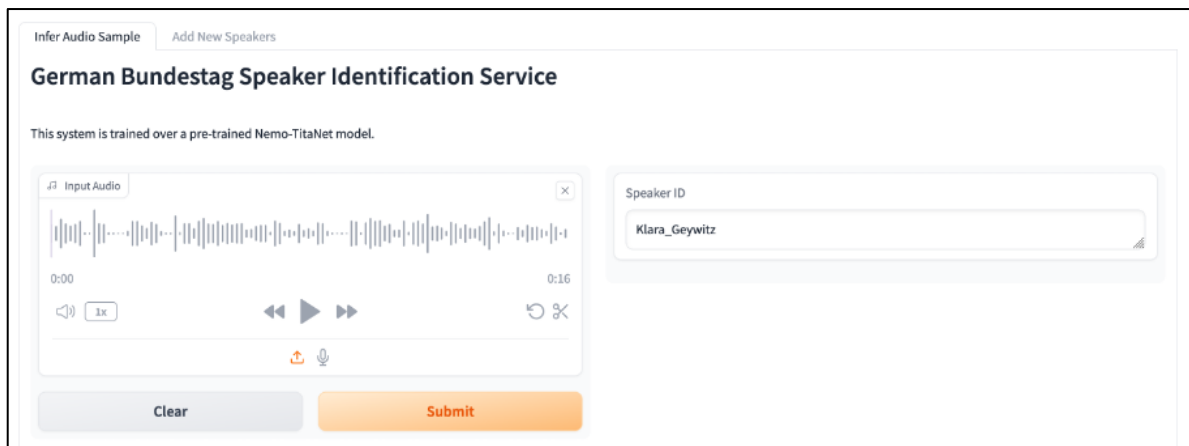 Infer Audio Sample
Add New Speakers
German Bundestag Speaker Identification Service
This system is trained over a pre-trained Nemo-TitaNet model.
Input Audio
0:00
0:16
1x
Clear
Submit
Speaker ID
Klara_Geywitz